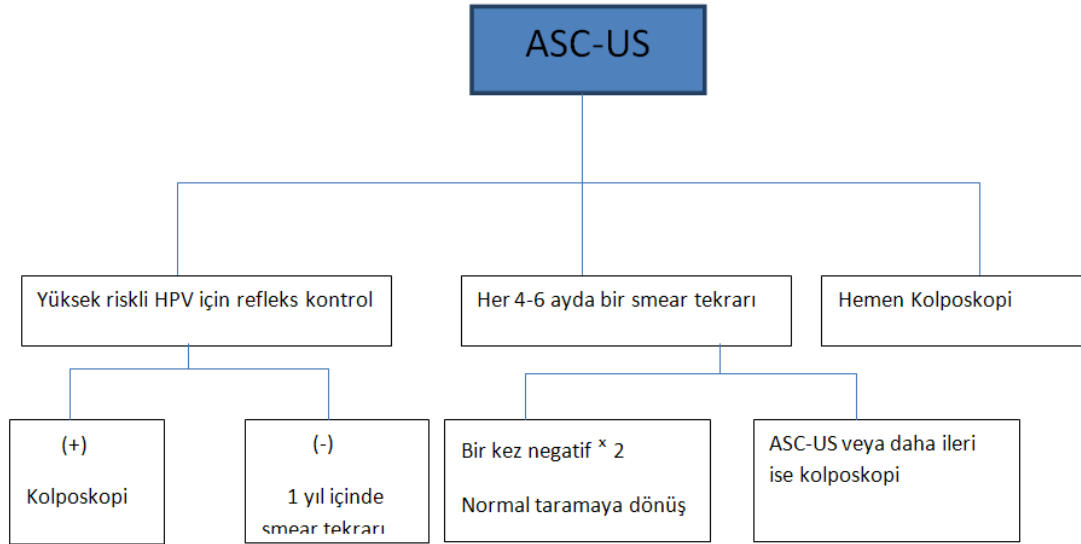 ASC-US
Yüksek riskli HPV için refleks kontrol
Her 4-6 ayda bir smear tekrarı
Hemen Kolposkopi
(+)
Kolposkopi
(-)
1 yıl içinde
smear tekrarı
Bir kez negatif x 2
Normal taramaya dönüş
ASC-US veya daha ileri
ise kolposkopi